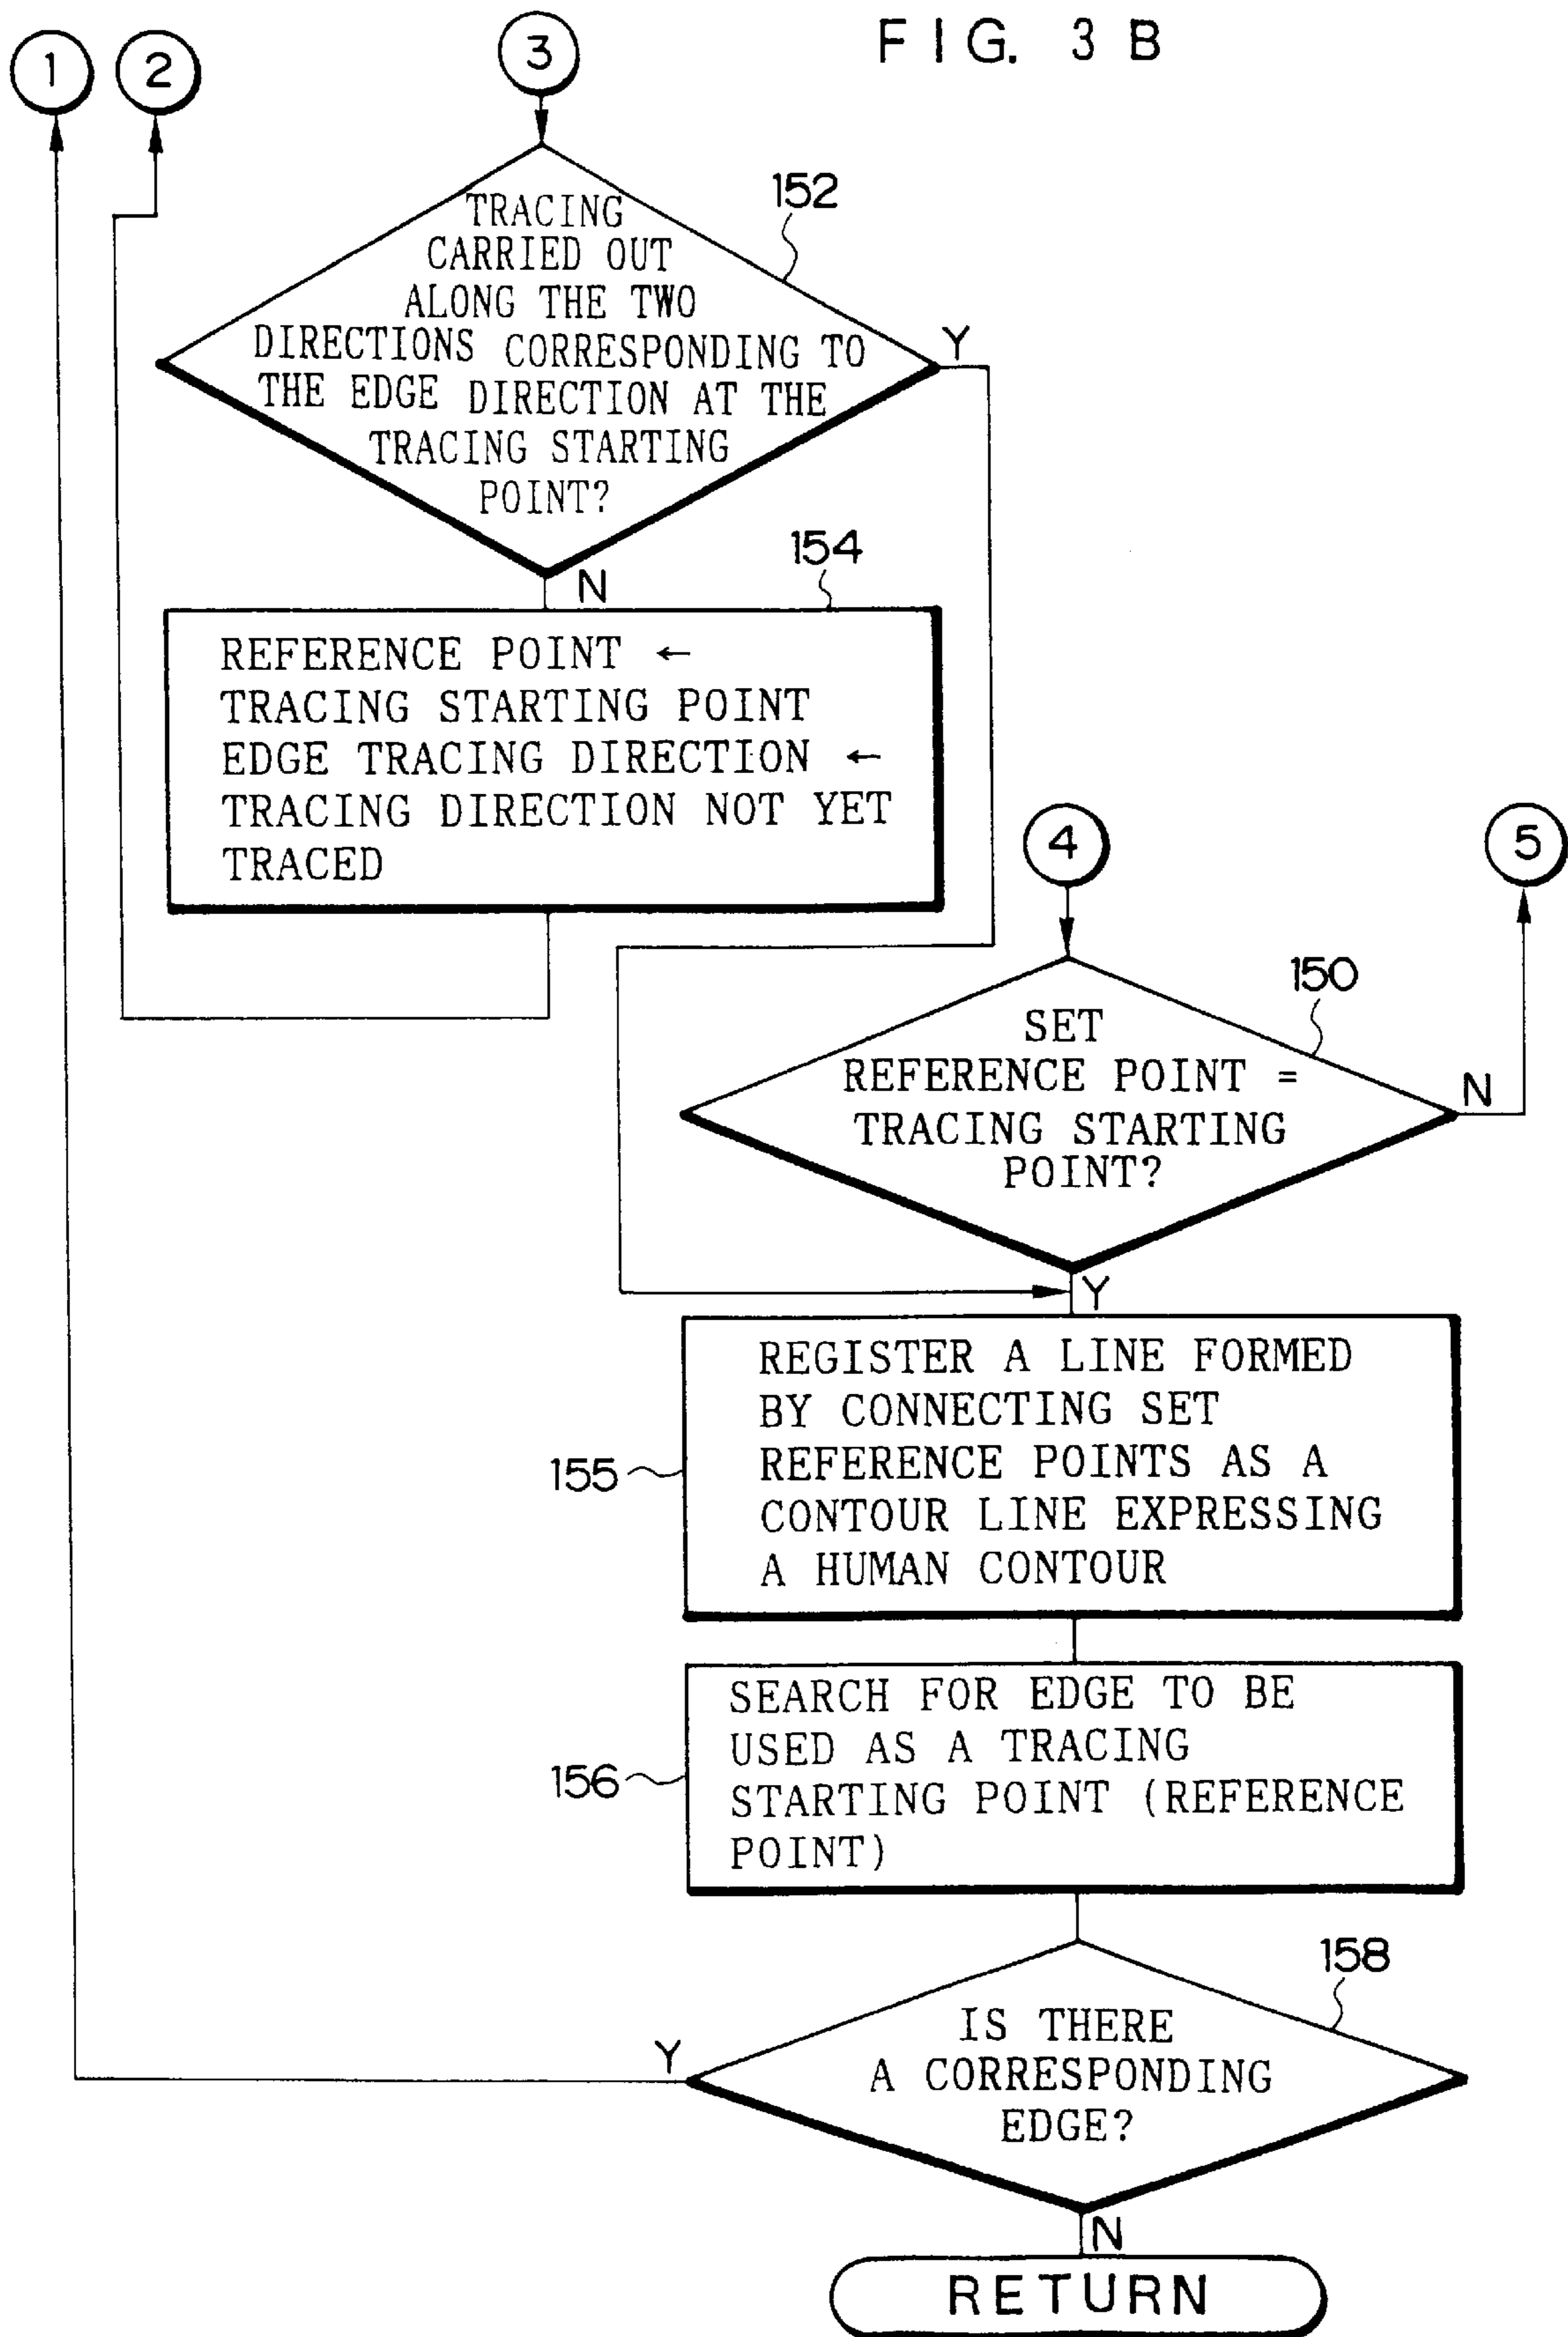 FIG. 3B
1
2
3
152
TRACING
CARRIED OUT
ALONG THE TWO
DIRECTIONS CORRESPONDING TO
THE EDGE DIRECTION AT THE
TRACING STARTING
POINT?
Y
N
154
REFERENCE POINT ←
TRACING STARTING POINT
EDGE TRACING DIRECTION ←
TRACING DIRECTION NOT YET
TRACED
4
5
150
SET
REFERENCE POINT =
TRACING STARTING
POINT?
N
Y
155
REGISTER A LINE FORMED
BY CONNECTING SET
REFERENCE POINTS AS A
CONTOUR LINE EXPRESSING
A HUMAN CONTOUR
156
SEARCH FOR EDGE TO BE
USED AS A TRACING
STARTING POINT (REFERENCE
POINT)
158
IS THERE
A CORRESPONDING
EDGE?
Y
N
RETURN